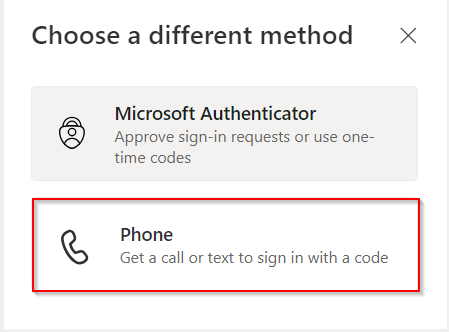 Choose a different method
Microsoft Authenticator
Approve sign-in requests or use one-
time codes
Phone
Get a call or text to sign in with a code